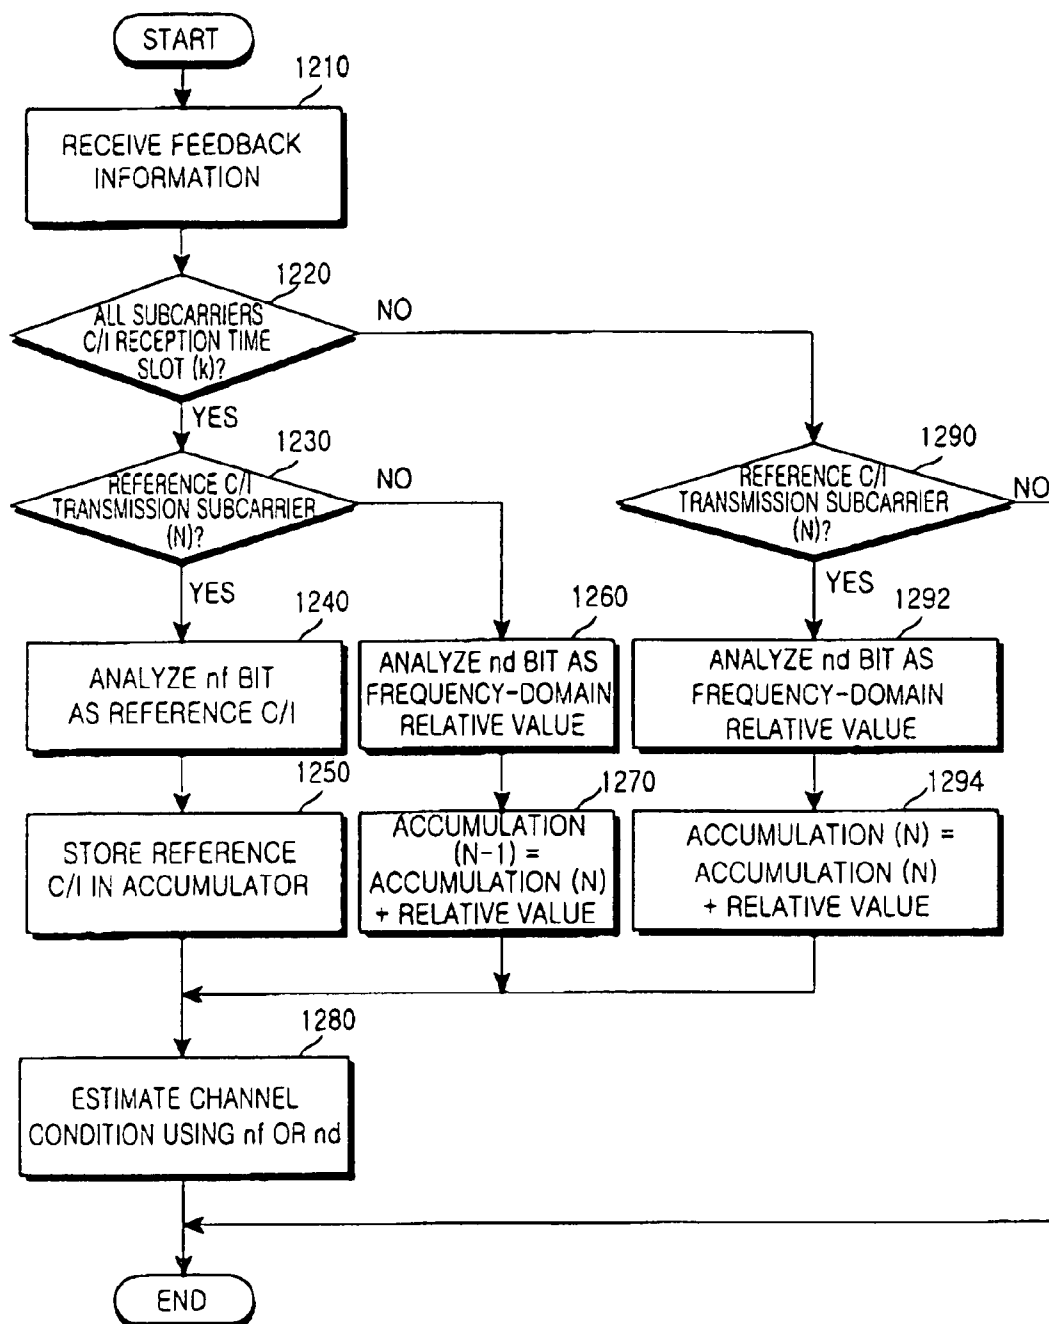 START
1210
RECEIVE FEEDBACK
INFORMATION
1220
ALL SUBCARRIERS
C/I RECEPTION TIME
SLOT (k)?
NO
YES
1230
REFERENCE C/I
TRANSMISSION SUBCARRIER
(N)?
NO
YES
1290
REFERENCE C/I
TRANSMISSION SUBCARRIER
(N)?
NO
YES
1240
ANALYZE nf BIT
AS REFERENCE C/I
1260
ANALYZE nd BIT AS
FREQUENCY-DOMAIN
RELATIVE VALUE
1292
ANALYZE nd BIT AS
FREQUENCY-DOMAIN
RELATIVE VALUE
1250
STORE REFERENCE
C/I IN ACCUMULATOR
1270
ACCUMULATION
(N-1) =
ACCUMULATION (N)
+ RELATIVE VALUE
1294
ACCUMULATION (N) =
ACCUMULATION (N)
+ RELATIVE VALUE
1280
ESTIMATE CHANNEL
CONDITION USING nf OR nd
END